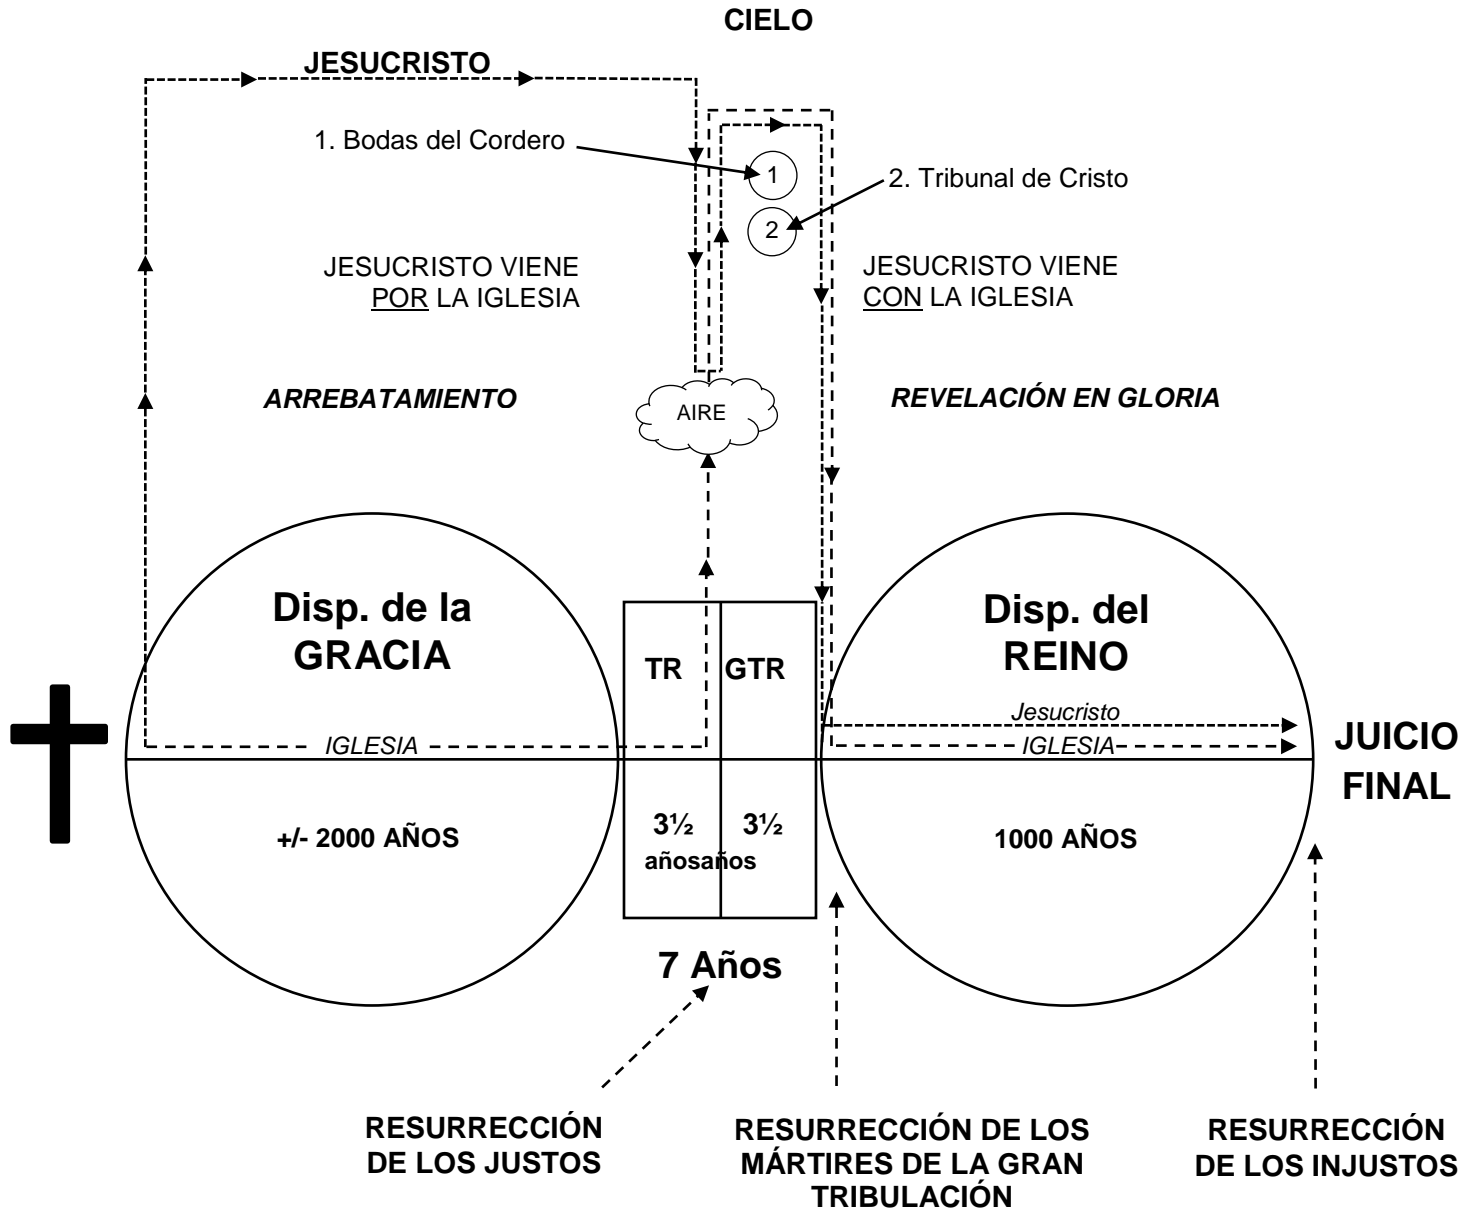 CIELO
JESUCRISTO
1. Bodas del Cordero
1
2. Tribunal de Cristo
2
JESUCRISTO VIENE
POR LA IGLESIA
JESUCRISTO VIENE
CON LA IGLESIA
ARREBATAMIENTO
AIRE
REVELACIÓN EN GLORIA
Disp. de la
GRACIA
TR
GTR
Disp. del
REINO
Jesucristo
IGLESIA
IGLESIA
JUICIO
FINAL
+/- 2000 AÑOS
3½
años
3½
años
1000 AÑOS
7 Años
RESURRECCIÓN
DE LOS JUSTOS
RESURRECCIÓN DE LOS
MÁRTIRES DE LA GRAN
TRIBULACIÓN
RESURRECCIÓN
DE LOS INJUSTOS